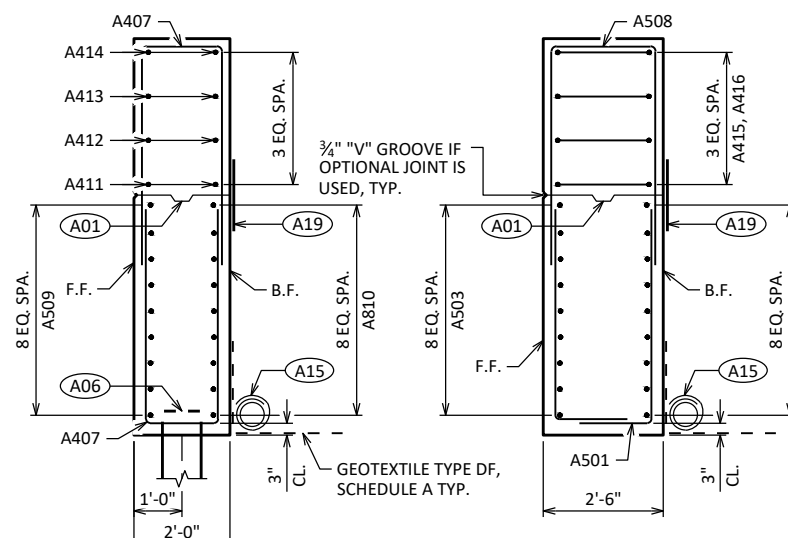 A407
A414
A413
A412
A411
3 EQ. SPA.
A01
A19
8 EQ. SPA.
A509
F.F.
B.F.
8 EQ. SPA.
A810
A06
A15
A407
3"
CL.
GEOTEXTILE TYPE DF,
SCHEDULE A TYP.
1'-0"
2'-0"
¾" "V" GROOVE IF
OPTIONAL JOINT IS
USED, TYP.
A508
3 EQ. SPA.
A415, A416
A01
A19
8 EQ. SPA.
A503
B.F.
F.F.
8 EQ. SPA.
A15
A501
3"
CL.
2'-6"